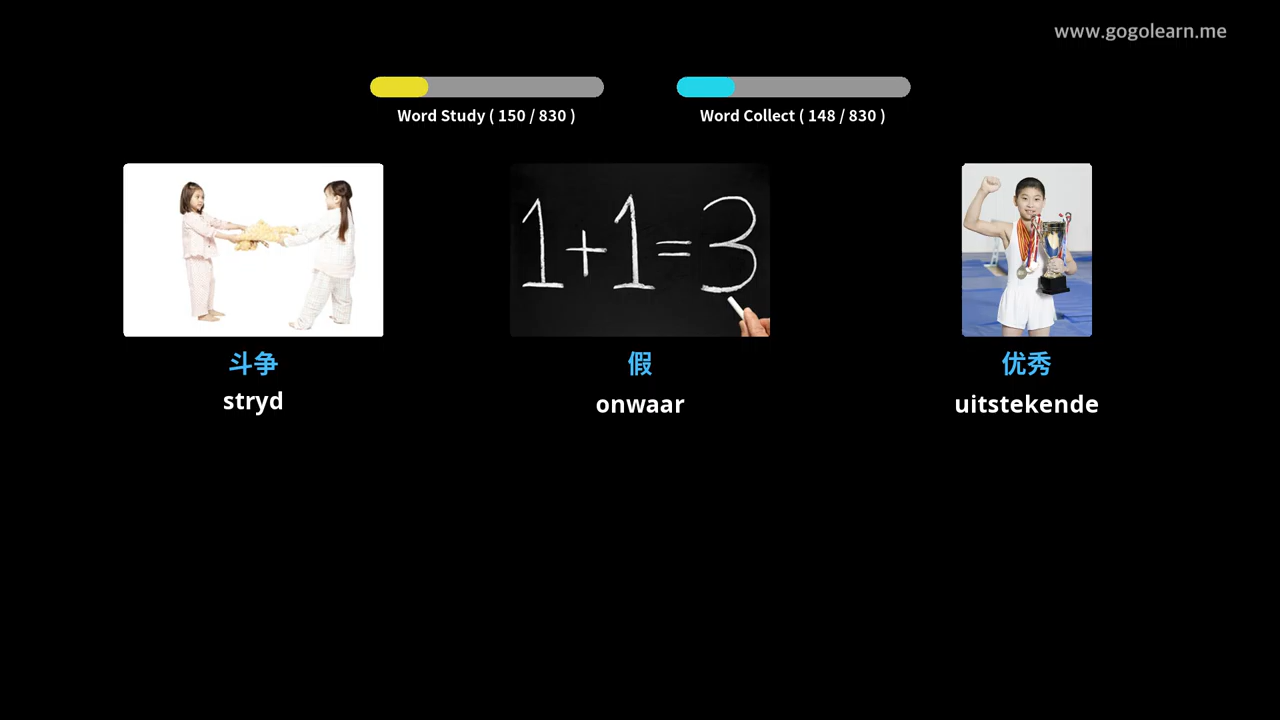 www.gogolearn.me
Word Study ( 150 / 830 )
Word Collect ( 148 / 830 )
1+1=3
斗争
假
优秀
stryd
onwaar
uitstekende